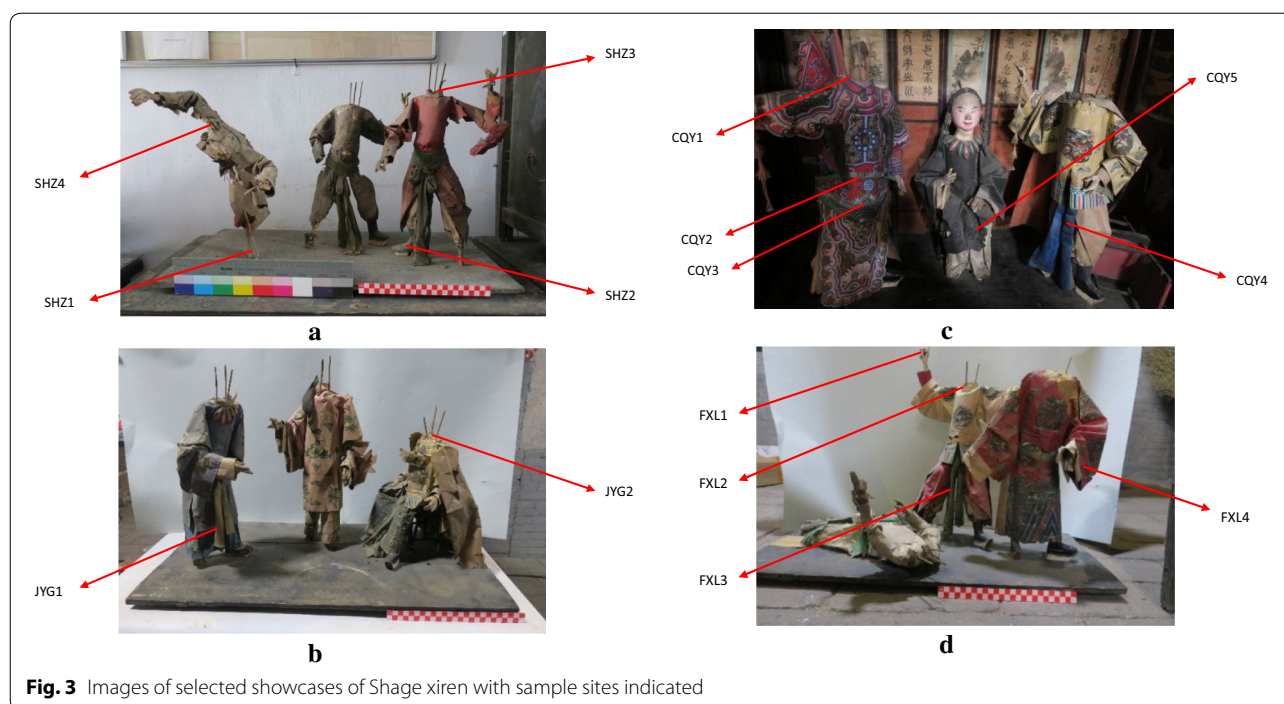 SHZ3
SHZ4
SHZ1
SHZ2
a
CQY1
CQY5
CQY2
CQY3
CQY4
c
JYG2
JYG1
b
FXL1
FXL2
FXL4
FXL3
d
Fig. 3 Images of selected showcases of Shage xiren with sample sites indicated